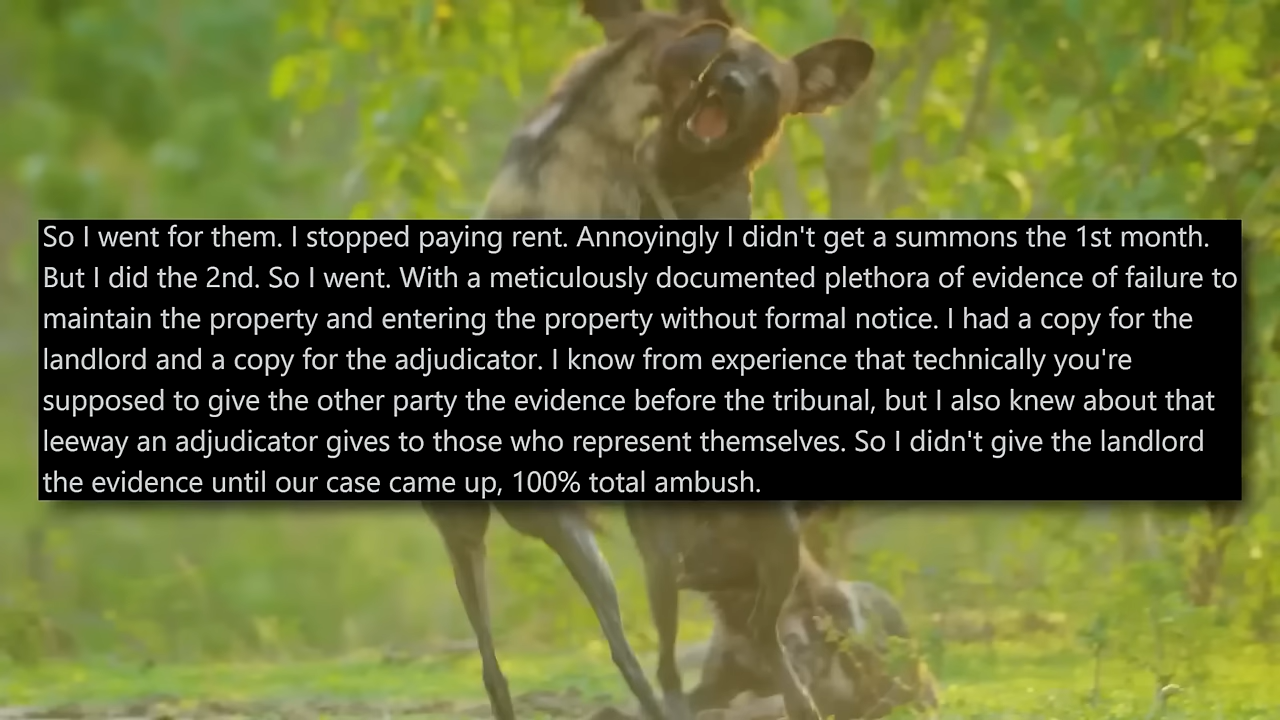 So I went for them. I stopped paying rent. Annoyingly I didn't get a summons the 1st month.
But I did the 2nd. So I went. With a meticulously documented plethora of evidence of failure to
maintain the property and entering the property without formal notice. I had a copy for the
landlord and a copy for the adjudicator. I know from experience that technically you're
supposed to give the other party the evidence before the tribunal, but I also knew about that
leeway an adjudicator gives to those who represent themselves. So I didn't give the landlord
the evidence until our case came up, 100% total ambush.